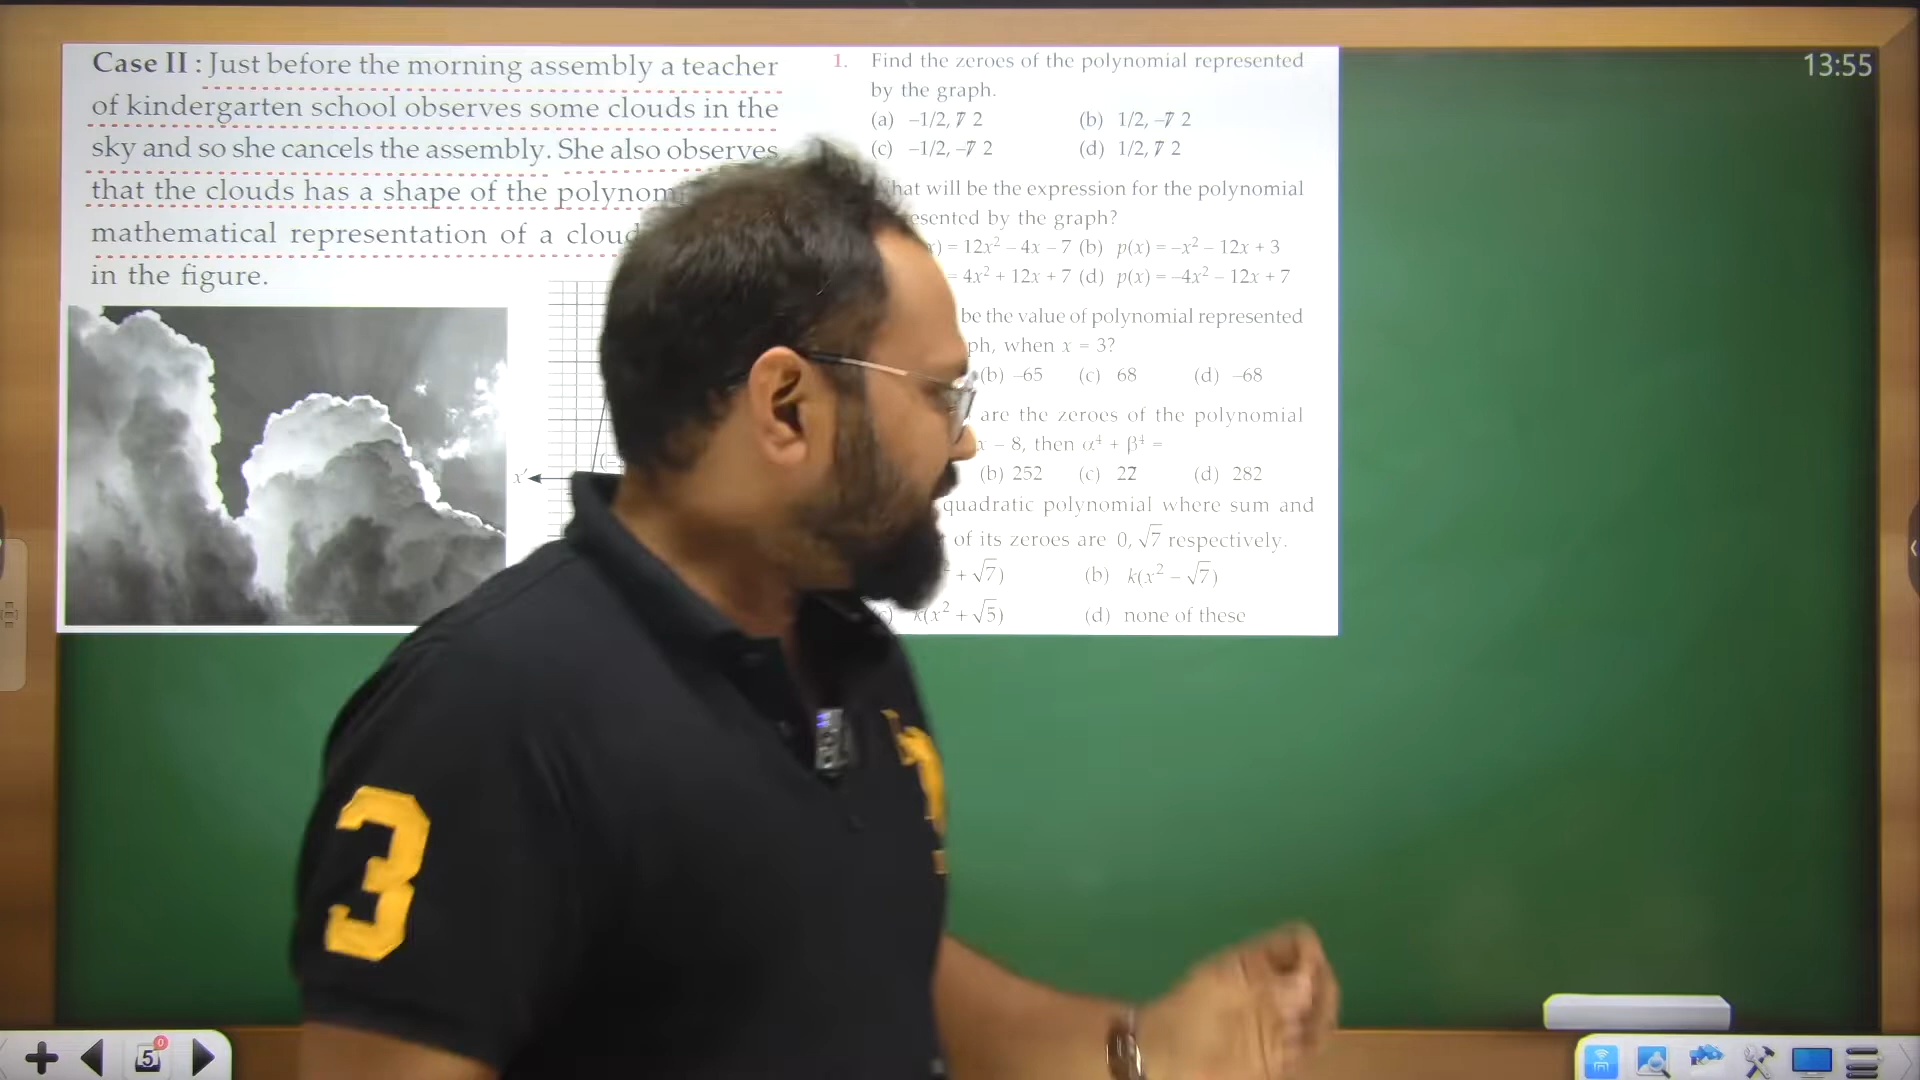 Case II : Just before the morning assembly a teacher
of kindergarten school observes some clouds in the
sky and so she cancels the assembly. She also observes
that the clouds has a shape of the
mathematical representation of a
in the figure.
x′
1. Find the zeroes of the polynomial represented
by the graph.
(a) –1/2, 7 2 (b) 1/2, –7 2
(c) –1/2, –7 2 (d) 1/2, 7 2
will be the expression for the polynomial
by the graph?
= 12x² – 4x – 7 (b) p(x) = –x² – 12x + 3
= 4x² + 12x + 7 (d) p(x) = –4x² – 12x + 7
be the value of polynomial represented
when x = 3?
(b) –65 (c) 68 (d) –68
are the zeroes of the polynomial
– 8, then α⁴ + β⁴ =
(b) 252 (c) 22 (d) 282
quadratic polynomial where sum and
of its zeroes are 0, √7 respectively.
+ √7) (b) k(x² – √7)
k(x² + √5) (d) none of these
13:55
3
5
0